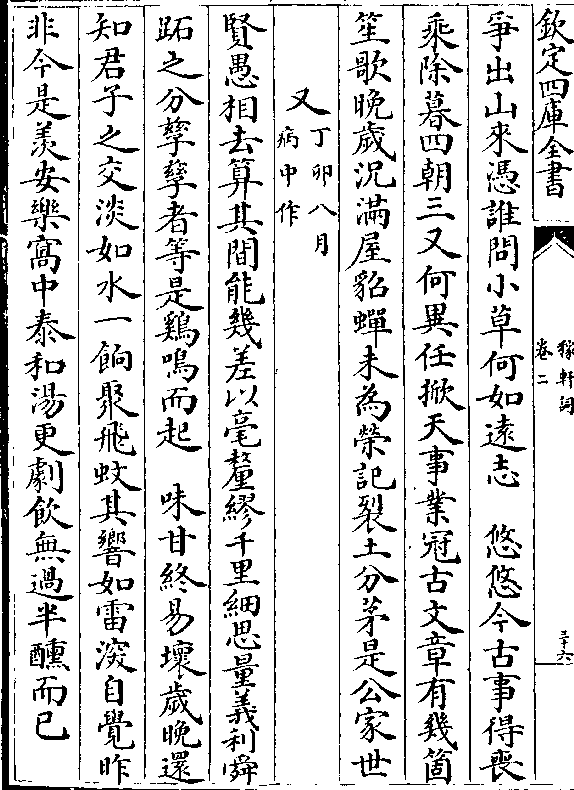 欽定四庫全書
稼軒詞
卷二
三十六
爭出山來憑誰問小草何如遠志　悠悠今古事得喪
乘除暮四朝三又何異任掀天事業冠古文章有幾箇
笙歌晚歲況滿屋貂蟬未為榮記裂土分茅是公家世
又丁卯八月
病中作
賢愚相去算其間能幾差以毫釐繆千里細思量義利舜
跖之分孳孳者等是鷄鳴而起　味甘終易壞歲晚還
知君子之交淡如水一餉聚飛蚊其響如雷深自覺昨
非今是羨安樂窩中泰和湯更劇飲無過半醺而已